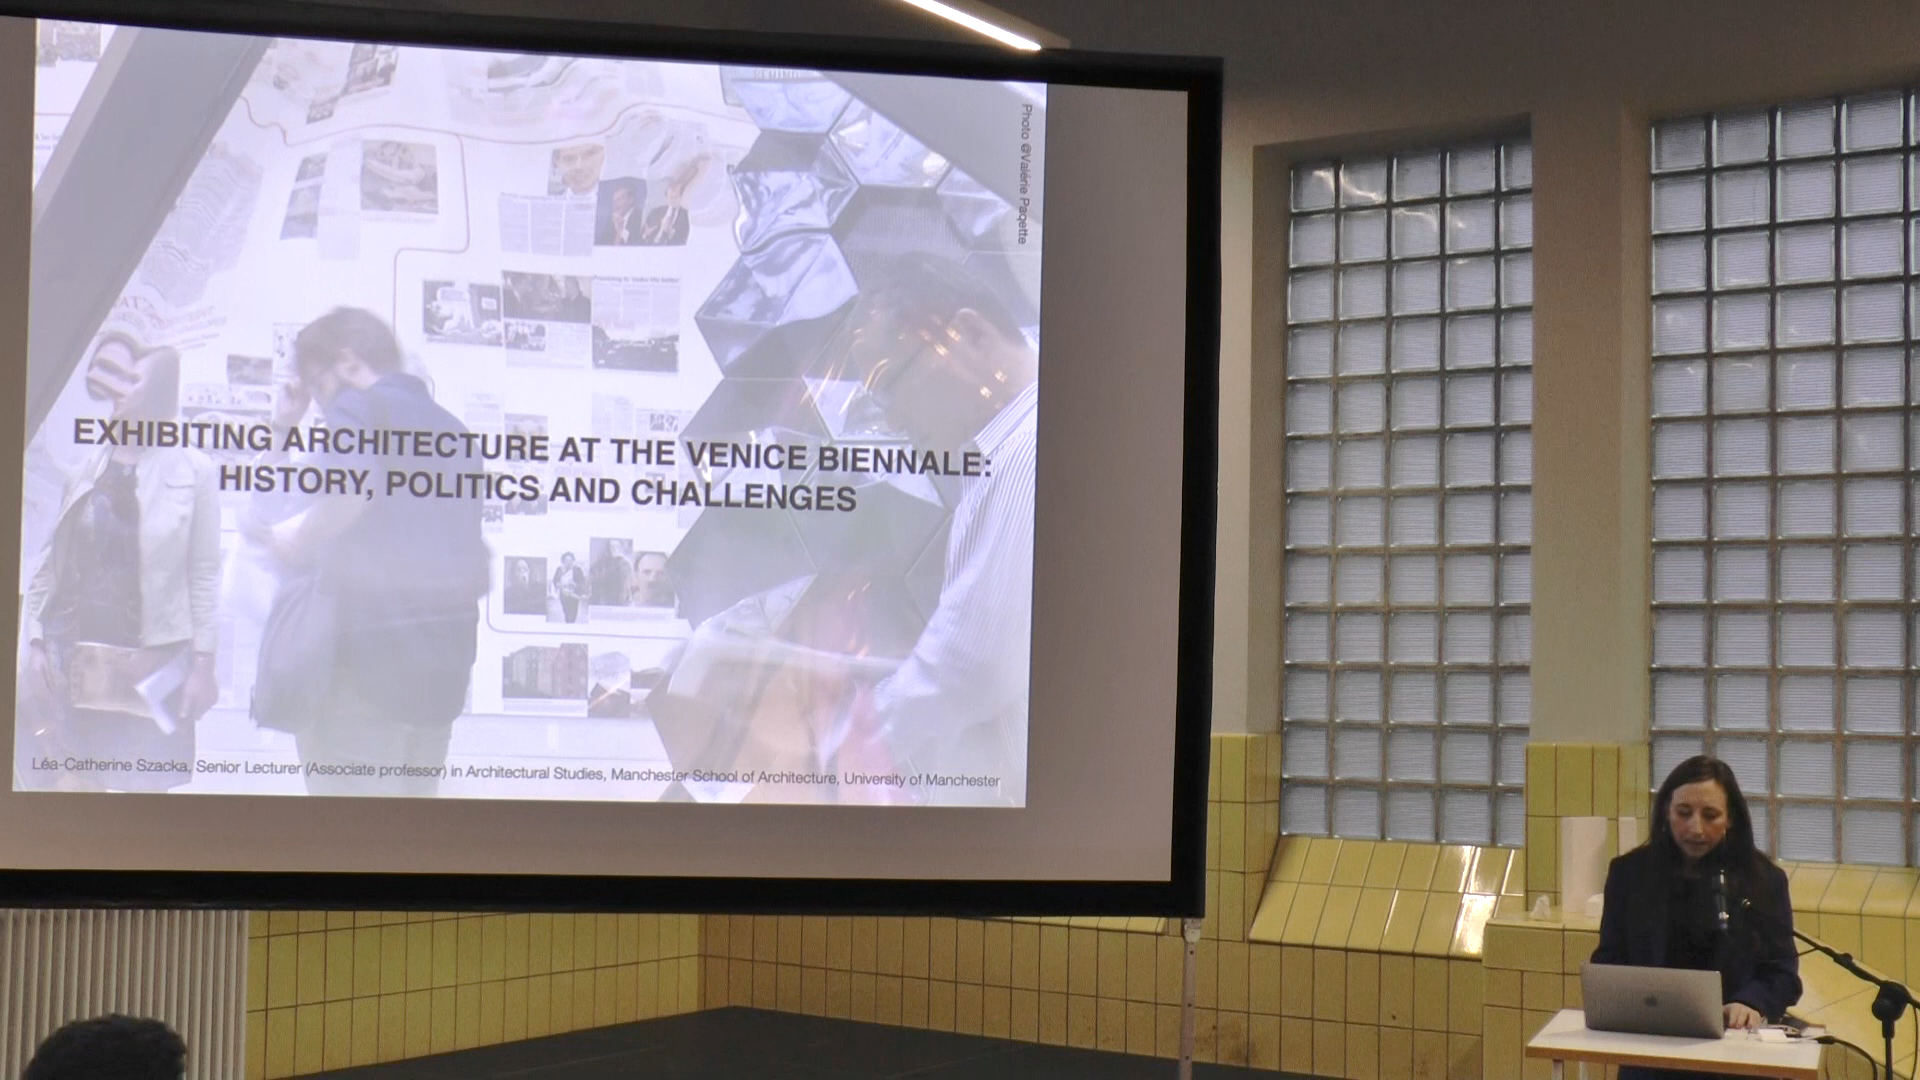 Photo @Valérie Paqette
EXHIBITING ARCHITECTURE AT THE VENICE BIENNALE:
HISTORY, POLITICS AND CHALLENGES
Léa-Catherine Szacka, Senior Lecturer (Associate professor) in Architectural Studies, Manchester School of Architecture, University of Manchester